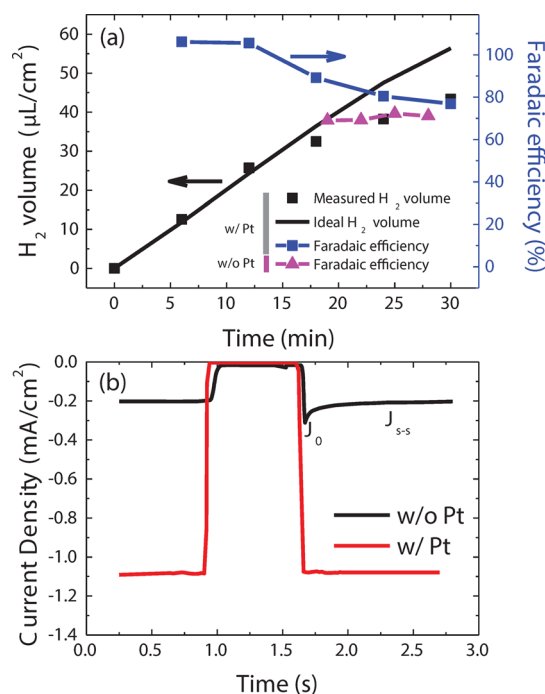 (a)
H2 volume (μL/cm²)
60
50
40
30
20
10
0
100
80
60
40
20
0
Faradaic efficiency (%)
w/ Pt
w/o Pt
Measured H2 volume
Ideal H2 volume
Faradaic efficiency
Faradaic efficiency
0 5 10 15 20 25 30
Time (min)
(b)
Current Density (mA/cm²)
0.0
-0.2
-0.4
-0.6
-0.8
-1.0
-1.2
-1.4
J0
Js-s
w/o Pt
w/ Pt
0.0 0.5 1.0 1.5 2.0 2.5 3.0
Time (s)